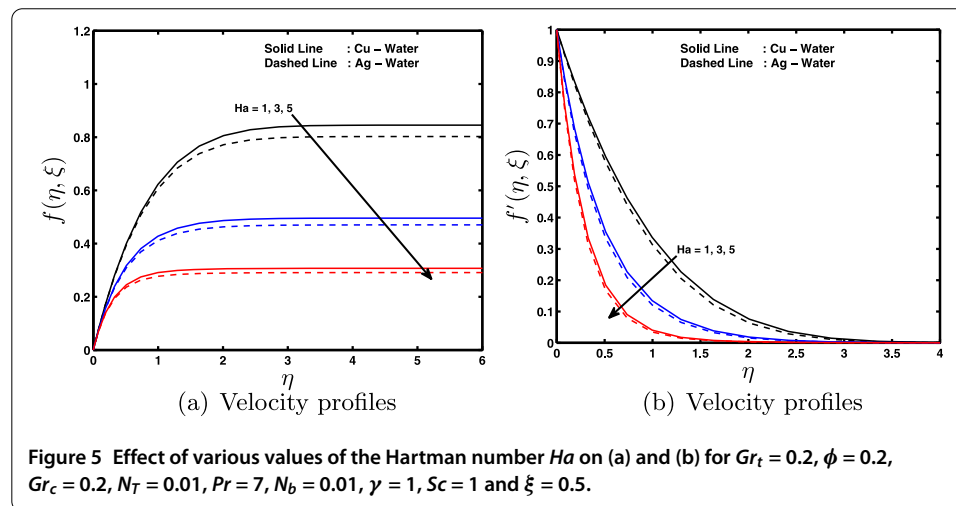 1.2
1
0.8
0.6
0.4
0.2
0
f(η, ξ)
Solid Line : Cu – Water
Dashed Line : Ag – Water
Ha = 1, 3, 5
0 1 2 3 4 5 6
η
(a) Velocity profiles
1
0.9
0.8
0.7
0.6
0.5
0.4
0.3
0.2
0.1
0
f′(η, ξ)
Solid Line : Cu – Water
Dashed Line : Ag – Water
Ha = 1, 3, 5
0 0.5 1 1.5 2 2.5 3 3.5 4
η
(b) Velocity profiles
Figure 5 Effect of various values of the Hartman number Ha on (a) and (b) for Gr_t = 0.2, ϕ = 0.2,
Gr_c = 0.2, N_T = 0.01, Pr = 7, N_b = 0.01, γ = 1, Sc = 1 and ξ = 0.5.